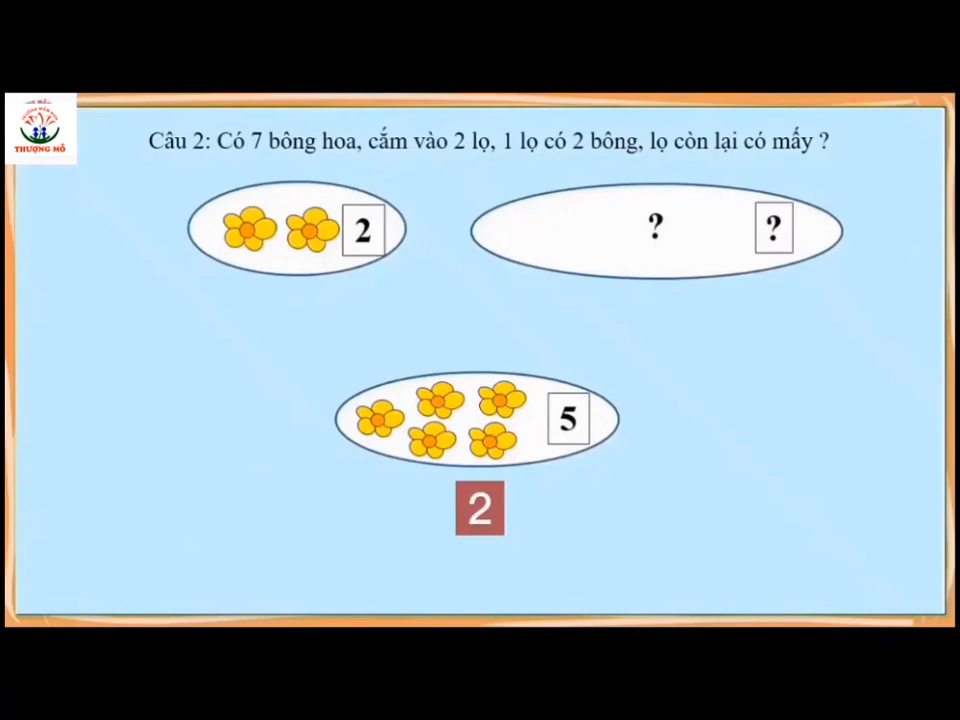 THƯỢNG MỖ
Câu 2: Có 7 bông hoa, cắm vào 2 lọ, 1 lọ có 2 bông, lọ còn lại có mấy ?
2
?
?
5
2